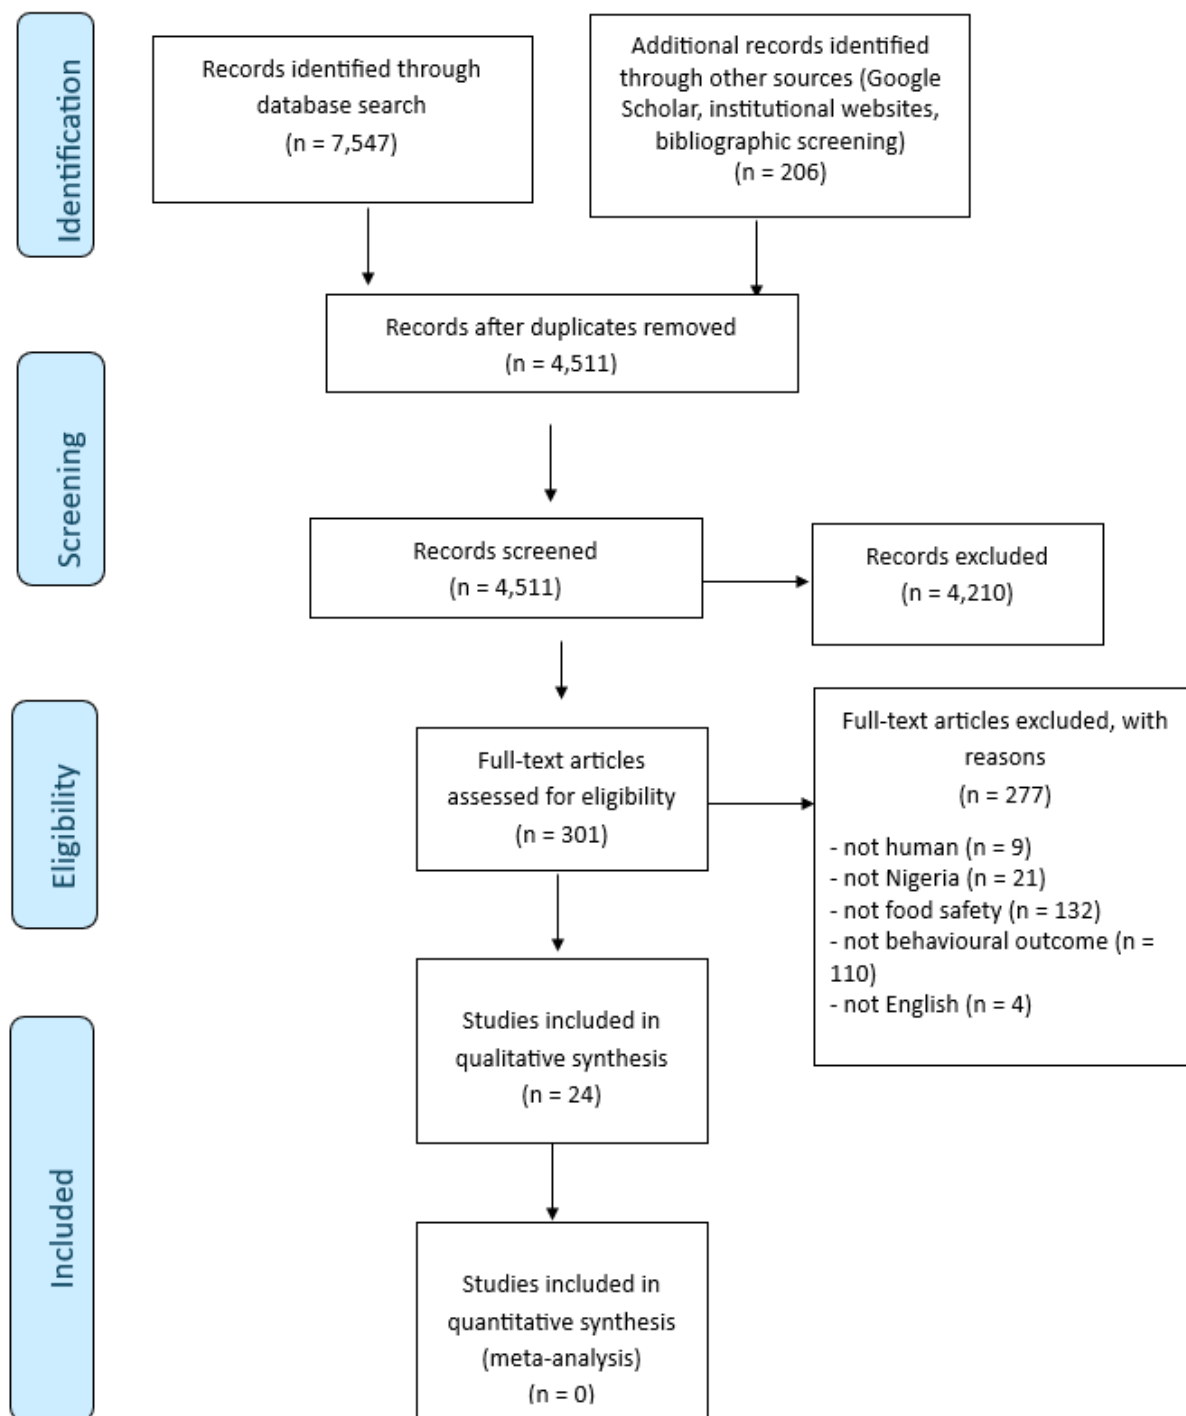 Identification
Records identified through
database search
(n = 7,547)
Additional records identified
through other sources (Google
Scholar, institutional websites,
bibliographic screening)
(n = 206)
Records after duplicates removed
(n = 4,511)
Screening
Records screened
(n = 4,511)
Records excluded
(n = 4,210)
Eligibility
Full-text articles
assessed for eligibility
(n = 301)
Full-text articles excluded, with
reasons
(n = 277)
- not human (n = 9)
- not Nigeria (n = 21)
- not food safety (n = 132)
- not behavioural outcome (n =
110)
- not English (n = 4)
Included
Studies included in
qualitative synthesis
(n = 24)
Studies included in
quantitative synthesis
(meta-analysis)
(n = 0)